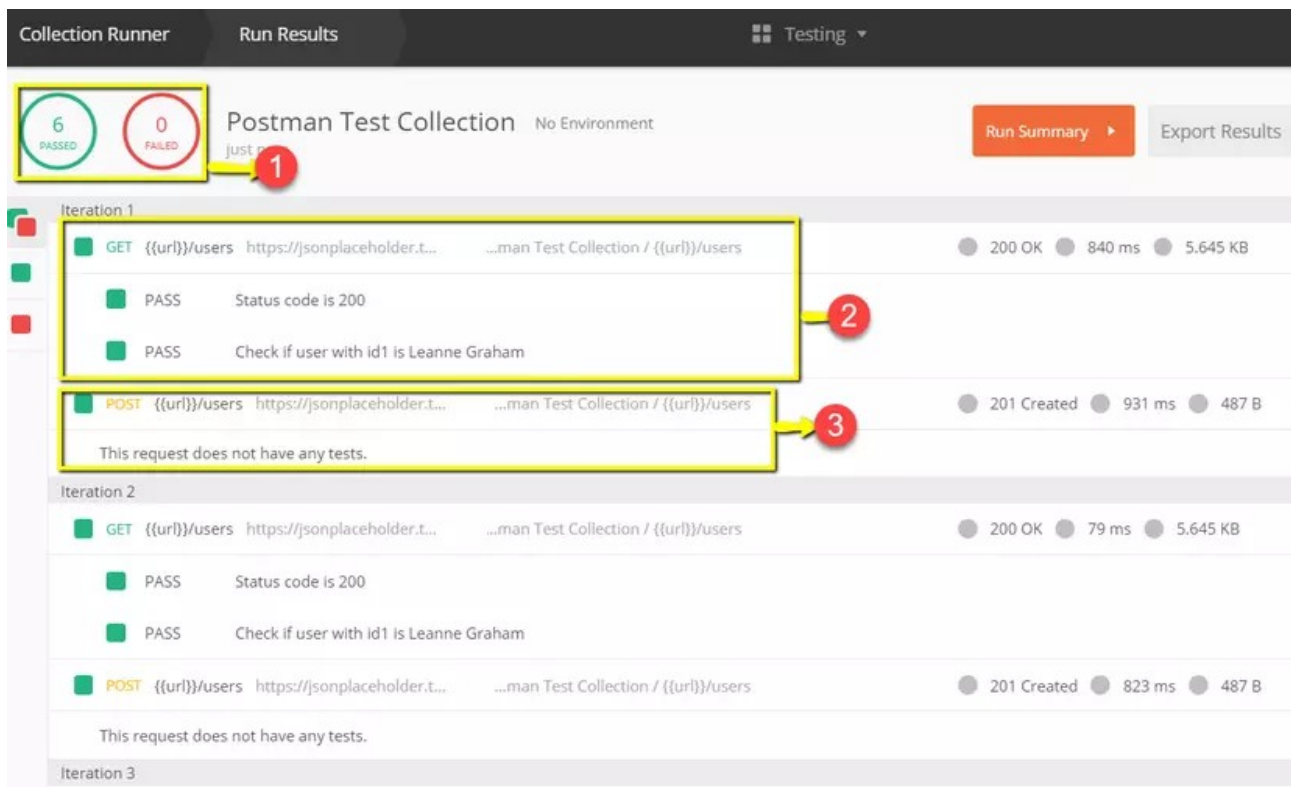 Collection Runner Run Results Testing
6 PASSED 0 FAILED Postman Test Collection No Environment Run Summary Export Results
just
1
Iteration 1
GET {{url}}/users https://jsonplaceholder.t... ...man Test Collection / {{url}}/users 200 OK 840 ms 5.645 KB
PASS Status code is 200
2
PASS Check if user with id1 is Leanne Graham
POST {{url}}/users https://jsonplaceholder.t... ...man Test Collection / {{url}}/users 201 Created 931 ms 487 B
3
This request does not have any tests.
Iteration 2
GET {{url}}/users https://jsonplaceholder.t... ...man Test Collection / {{url}}/users 200 OK 79 ms 5.645 KB
PASS Status code is 200
PASS Check if user with id1 is Leanne Graham
POST {{url}}/users https://jsonplaceholder.t... ...man Test Collection / {{url}}/users 201 Created 823 ms 487 B
This request does not have any tests.
Iteration 3